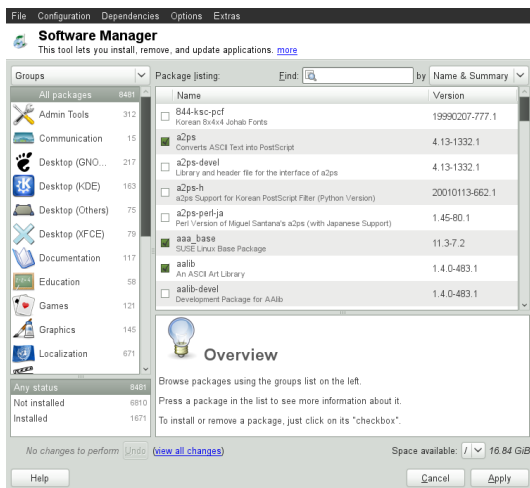 File Configuration Dependencies Options Extras
Software Manager
This tool lets you install, remove, and update applications. more
Groups
Package listing:
Find:
by
Name & Summary
All packages 8481
Admin Tools 312
Communication 15
Desktop (GNO... 217
Desktop (KDE) 163
Desktop (Others) 75
Desktop (XFCE) 79
Documentation 117
Education 58
Games 121
Graphics 145
Localization 671
Any status 8481
Not installed 6810
Installed 1671
Name Version
844-ksc-pcf 19990207-777.1
Korean 8x4x4 Johab Fonts
a2ps 4.13-1332.1
Converts ASCII Text into PostScript
a2ps-devel 4.13-1332.1
Library and header file for the interface of a2ps
a2ps-h 20010113-662.1
a2ps Support for Korean PostScript Filter (Python Version)
a2ps-perl-ja 1.45-80.1
Perl Version of Miguel Santana's a2ps (with Japanese Support)
aaa_base 11.3-7.2
SUSE Linux Base Package
aalib 1.4.0-483.1
An ASCII Art Library
aalib-devel 1.4.0-483.1
Development Package for AAlib
Overview
Browse packages using the groups list on the left.
Press a package in the list to see more information about it.
To install or remove a package, just click on its "checkbox".
No changes to perform Undo (view all changes)
Space available: / 16.84 GiB
Help Cancel Apply